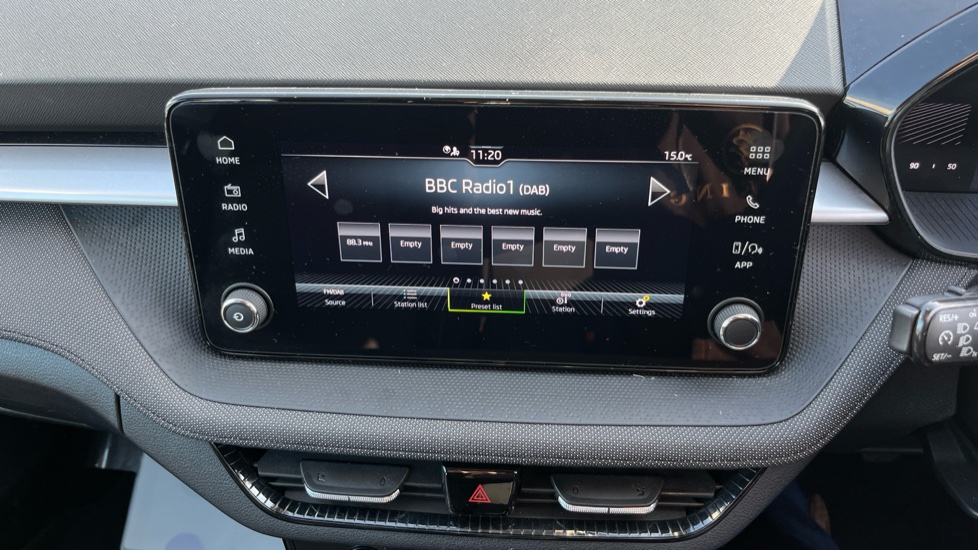 11:20
15.0°C
HOME
MENU
BBC Radio1 (DAB)
RADIO
PHONE
Big hits and the best new music.
MEDIA
APP
88.3 MHz
Empty
Empty
Empty
Empty
Empty
FM/DAB
Source
Station list
Preset list
Station
Settings
90
50
RES/+
SET/-